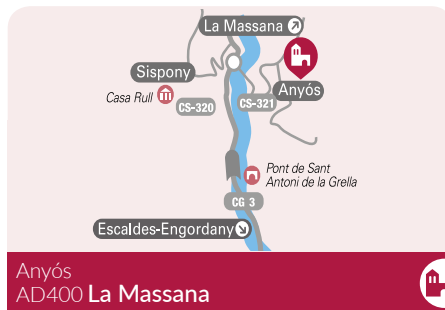 La Massana
Sispony
Anyós
Casa Rull
CS-320
CS-321
Pont de Sant
Antoni de la Grella
CG 3
Escaldes-Engordany
Anyós
AD400 La Massana